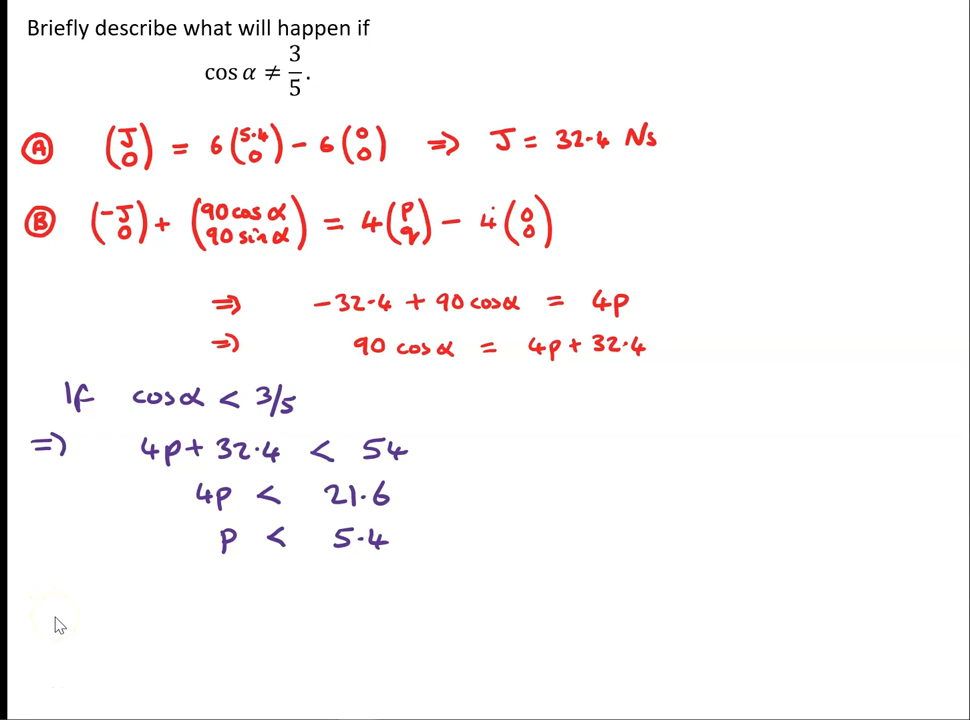 Briefly describe what will happen if
cos α ≠ 3/5.
Ⓐ (J 0) = 6(5·4 0) − 6(0 0) ⇒ J = 32·4 Ns
Ⓑ (−J 0) + (90 cos α 90 sin α) = 4(p q) − 4(0 0)
⇒ −32·4 + 90 cos α = 4p
⇒ 90 cos α = 4p + 32·4
If cos α < 3/5
⇒ 4p + 32·4 < 54
4p < 21·6
p < 5·4